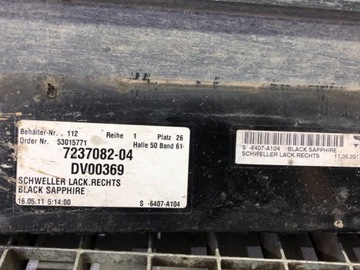 Behälter-Nr., 112 Reihe 1 Platz 26
Order Nr. 53015771 Halle 50 Band 61
7237082-04
DV00369
SCHWELLER LACK.RECHTS
BLACK SAPPHIRE
16.05.11 5:14:00 S -6407-A104
S -6407-A104 BLACK SAPPHIRE
SCHWELLER LACK.RECHTS